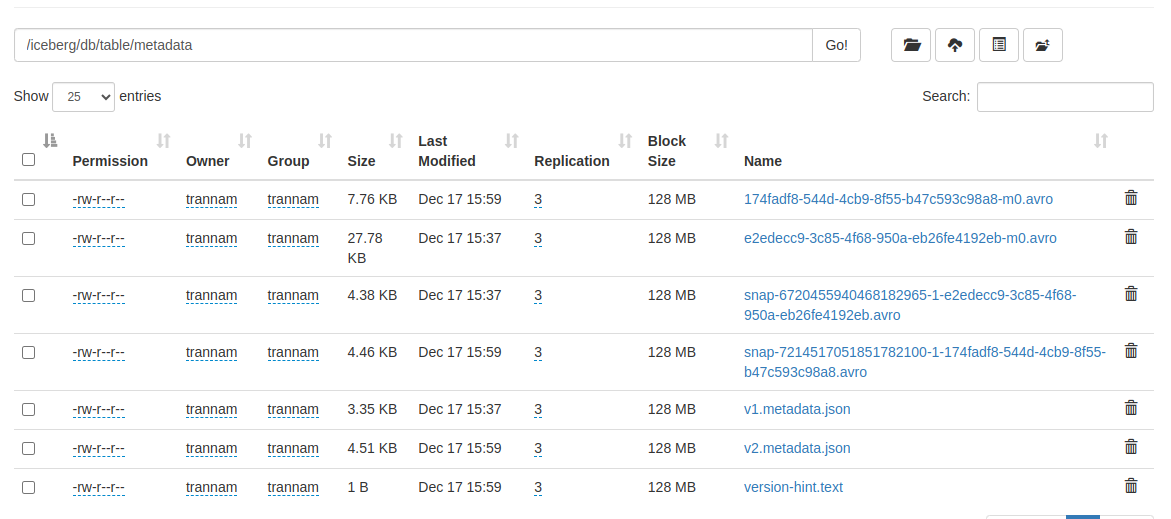 /iceberg/db/table/metadata Go!
Show 25 entries Search:
Permission Owner Group Size Last Modified Replication Block Size Name
-rw-r--r-- trannam trannam 7.76 KB Dec 17 15:59 3 128 MB 174fadf8-544d-4cb9-8f55-b47c593c98a8-m0.avro
-rw-r--r-- trannam trannam 27.78 KB Dec 17 15:37 3 128 MB e2edecc9-3c85-4f68-950a-eb26fe4192eb-m0.avro
-rw-r--r-- trannam trannam 4.38 KB Dec 17 15:37 3 128 MB snap-6720455940468182965-1-e2edecc9-3c85-4f68-950a-eb26fe4192eb.avro
-rw-r--r-- trannam trannam 4.46 KB Dec 17 15:59 3 128 MB snap-7214517051851782100-1-174fadf8-544d-4cb9-8f55-b47c593c98a8.avro
-rw-r--r-- trannam trannam 3.35 KB Dec 17 15:37 3 128 MB v1.metadata.json
-rw-r--r-- trannam trannam 4.51 KB Dec 17 15:59 3 128 MB v2.metadata.json
-rw-r--r-- trannam trannam 1 B Dec 17 15:59 3 128 MB version-hint.text